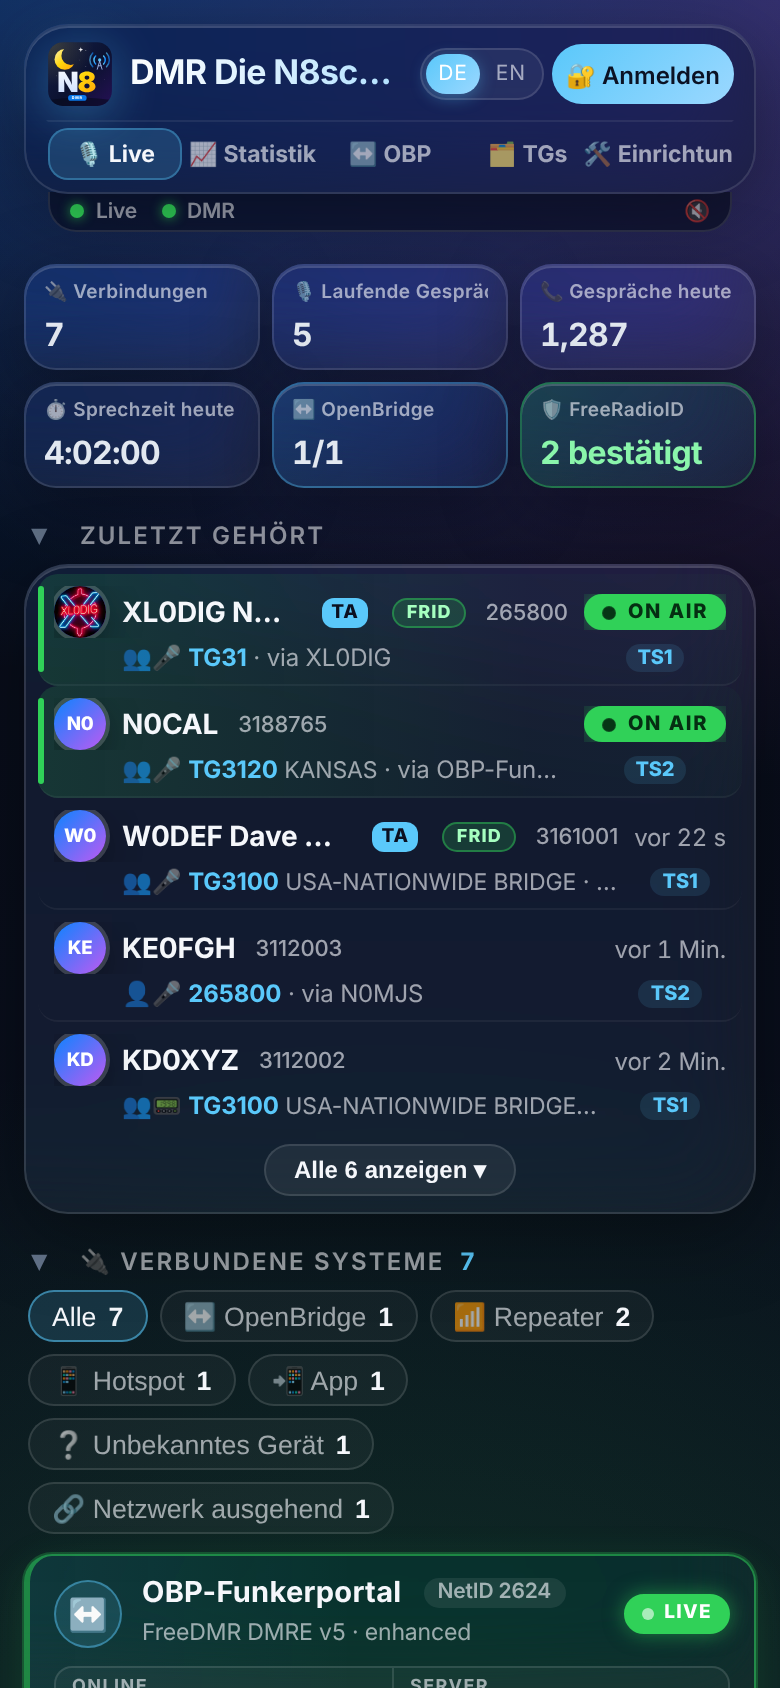 N8 DMR Die N8sc... DE EN Anmelden
Live Statistik OBP TGs Einrichtun
Live DMR
Verbindungen Laufende Gespräc Gespräche heute
7 5 1,287
Sprechzeit heute OpenBridge FreeRadioID
4:02:00 1/1 2 bestätigt
▼ ZULETZT GEHÖRT
XL0DIG XL0DIG N... TA FRID 265800 ON AIR
TG31 · via XL0DIG TS1
N0 N0CAL 3188765 ON AIR
TG3120 KANSAS · via OBP-Fun... TS2
W0 W0DEF Dave ... TA FRID 3161001 vor 22 s
TG3100 USA-NATIONWIDE BRIDGE · ... TS1
KE KE0FGH 3112003 vor 1 Min.
265800 · via N0MJS TS2
KD KD0XYZ 3112002 vor 2 Min.
TG3100 USA-NATIONWIDE BRIDGE... TS1
Alle 6 anzeigen ▾
▼ VERBUNDENE SYSTEME 7
Alle 7 OpenBridge 1 Repeater 2
Hotspot 1 App 1
Unbekanntes Gerät 1
Netzwerk ausgehend 1
OBP-Funkerportal NetID 2624 LIVE
FreeDMR DMRE v5 · enhanced
ONLINE SERVER